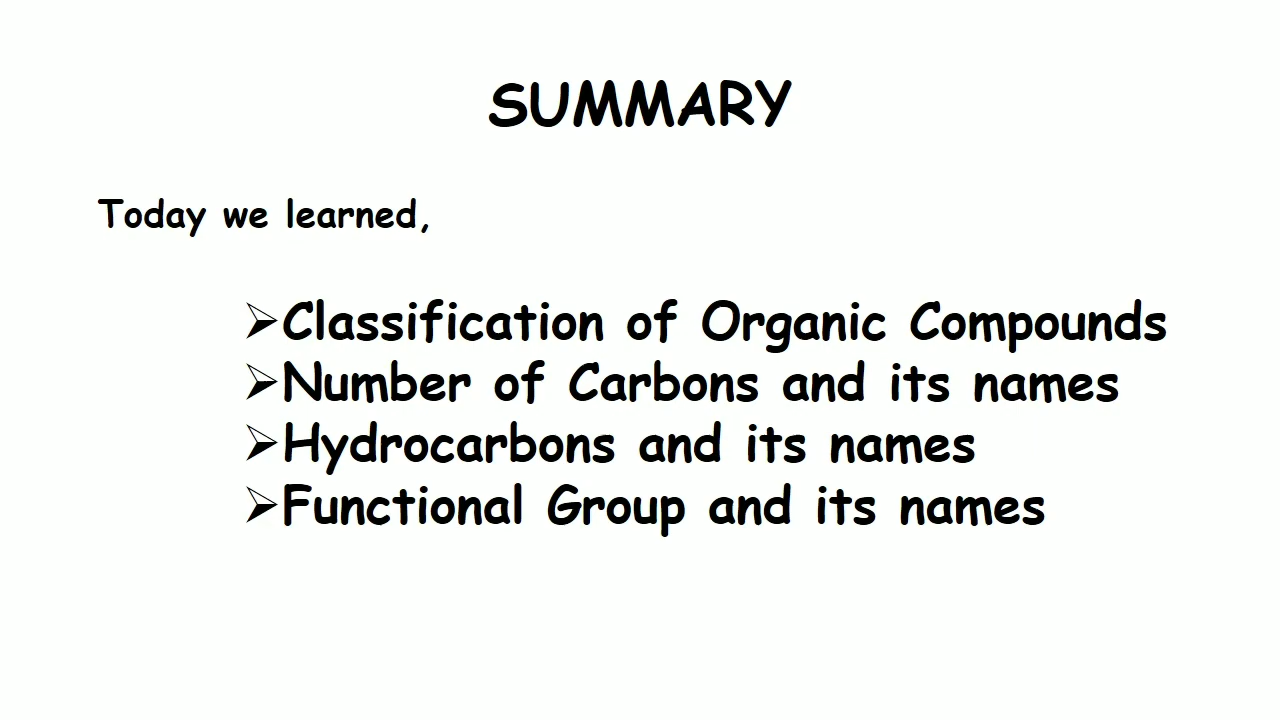 SUMMARY
Today we learned,
➢Classification of Organic Compounds
➢Number of Carbons and its names
➢Hydrocarbons and its names
➢Functional Group and its names